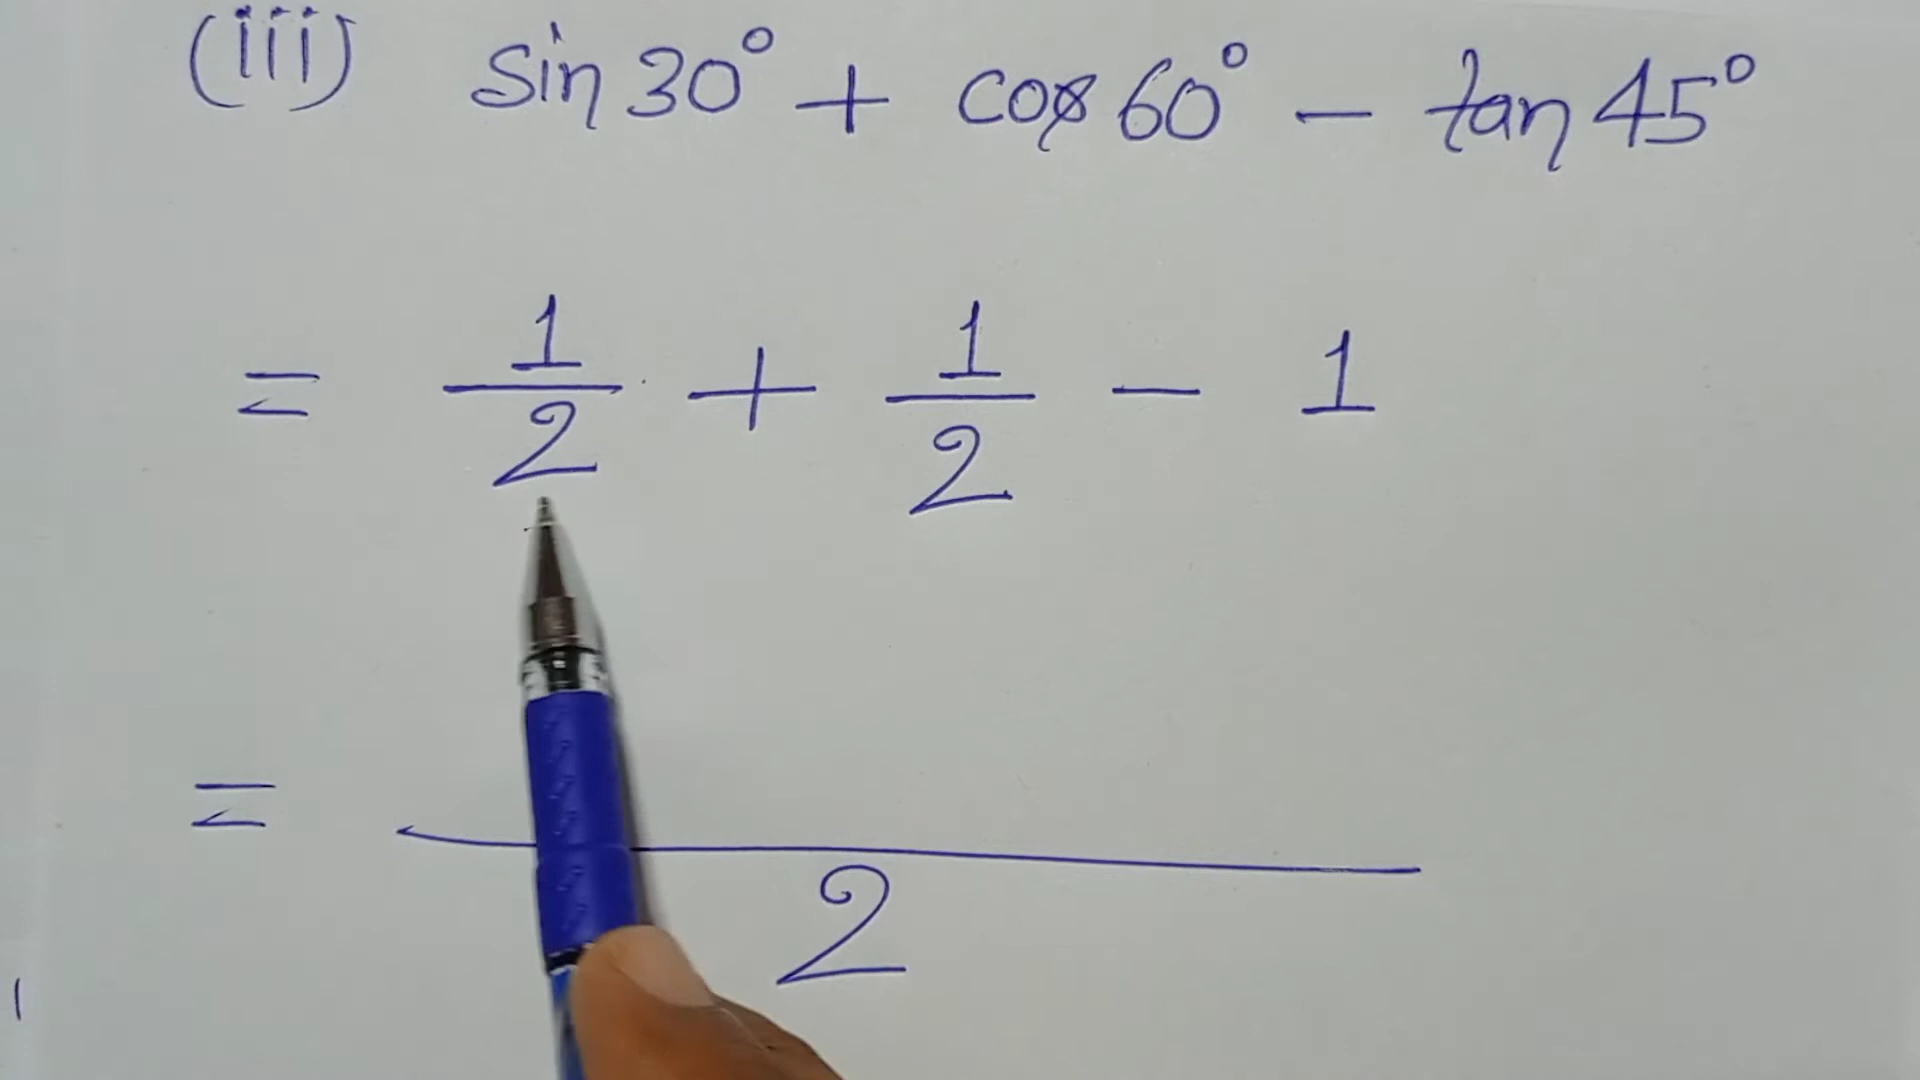 (iii) sin 30° + cos 60° - tan 45°
= 1/2 + 1/2 - 1
= /2